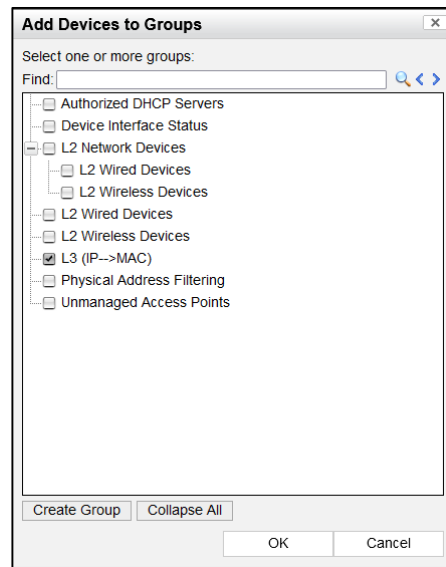 Add Devices to Groups
Select one or more groups:
Find:
Authorized DHCP Servers
Device Interface Status
L2 Network Devices
L2 Wired Devices
L2 Wireless Devices
L2 Wired Devices
L2 Wireless Devices
L3 (IP-->MAC)
Physical Address Filtering
Unmanaged Access Points
Create Group Collapse All
OK Cancel